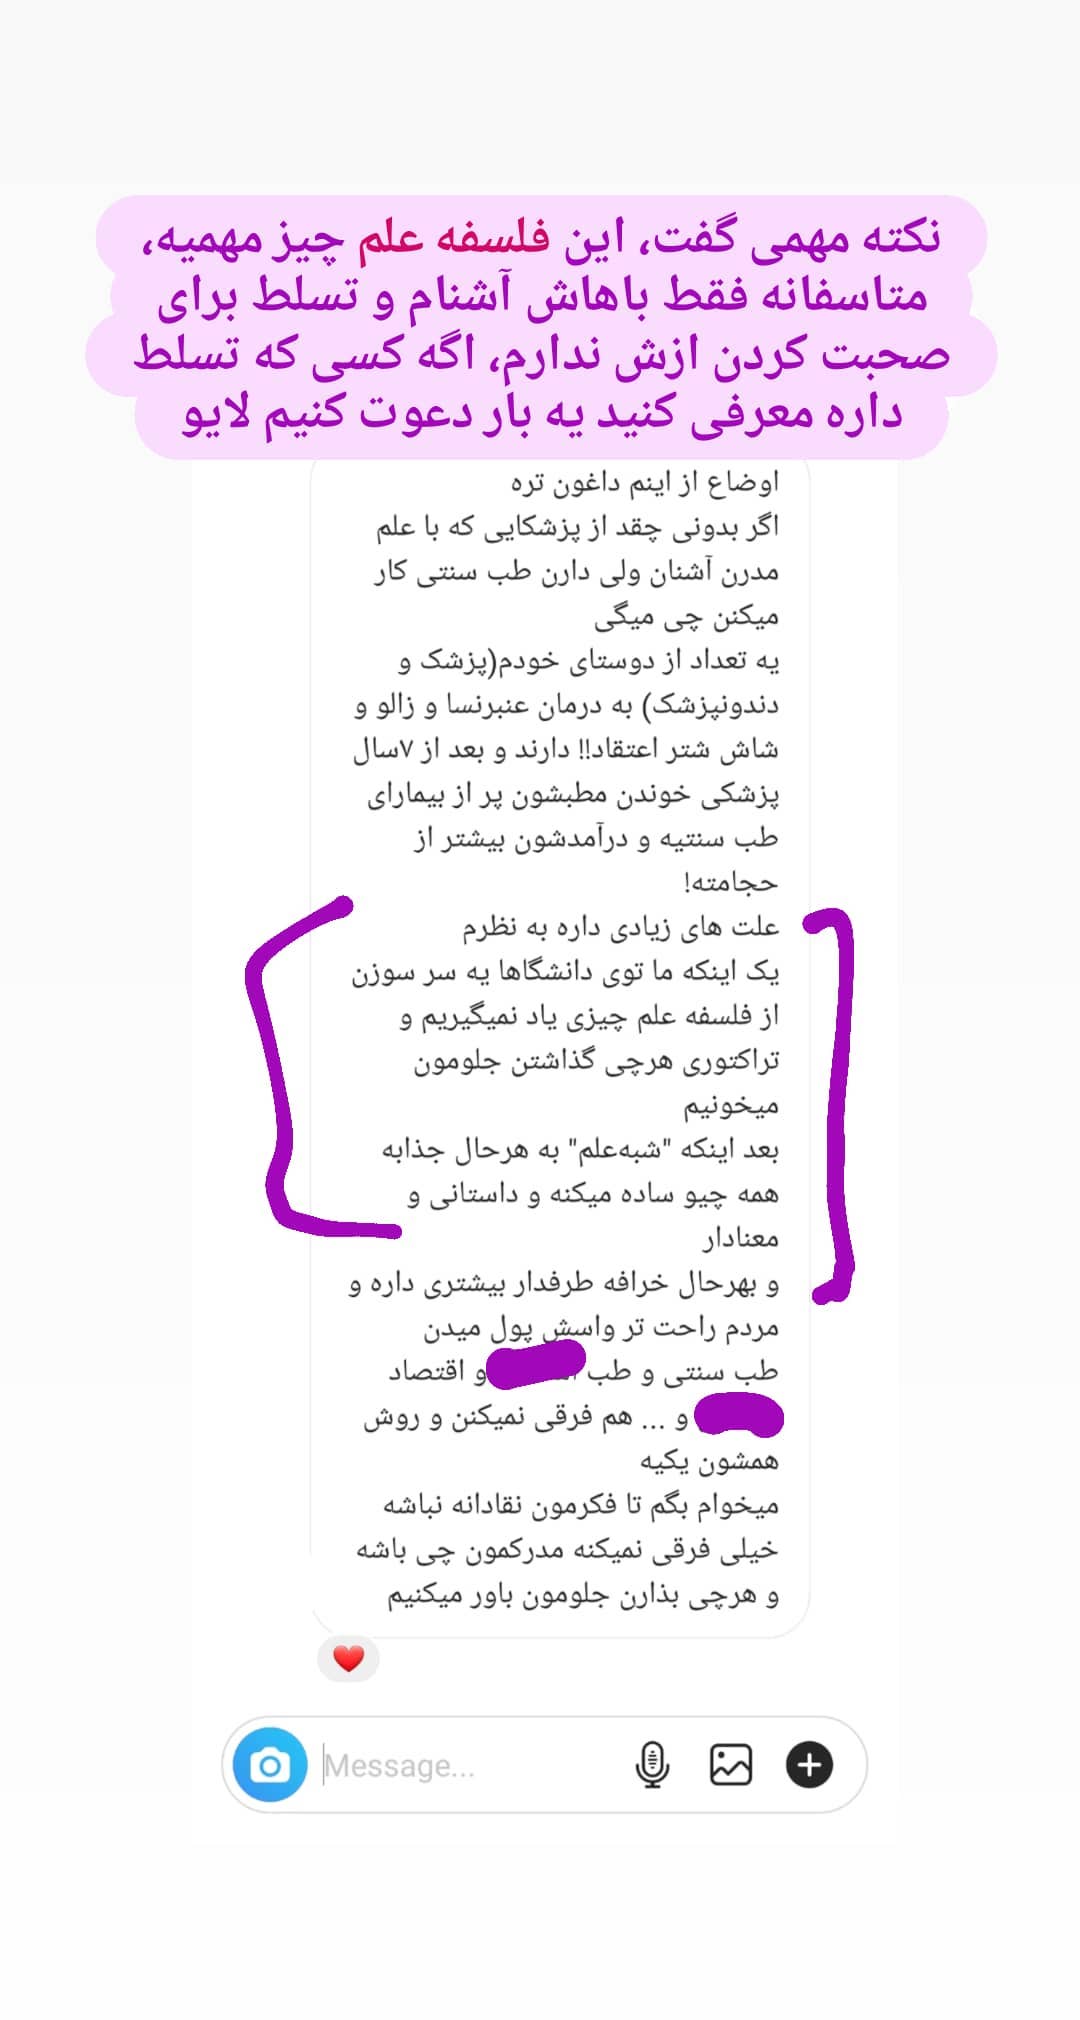 نکته مهمی گفت، این فلسفه علم چیز مهمیه،
متاسفانه فقط باهاش آشنام و تسلط برای
صحبت کردن ازش ندارم، اگه کسی که تسلط
داره معرفی کنید یه بار دعوت کنیم لایو
اوضاع از اینم داغون تره
اگر بدونی چقد از پزشکایی که با علم
مدرن آشنان ولی دارن طب سنتی کار
میکنن چی میگی
یه تعداد از دوستای خودم(پزشک و
دندونپزشک) به درمان عنبرنسا و زالو و
شاش شتر اعتقاد!! دارند و بعد از ۷سال
پزشکی خوندن مطبشون پر از بیمارای
طب سنتیه و درآمدشون بیشتر از
حجامته!
علت های زیادی داره به نظرم
یک اینکه ما توی دانشگاها یه سر سوزن
از فلسفه علم چیزی یاد نمیگیریم و
تراکتوری هرچی گذاشتن جلومون
میخونیم
بعد اینکه "شبه‌علم" به هرحال جذابه
همه چیو ساده میکنه و داستانی و
معنادار
و بهرحال خرافه طرفدار بیشتری داره و
مردم راحت تر واسش پول میدن
طب سنتی و طب و اقتصاد
و ... هم فرقی نمیکنن و روش
همشون یکیه
میخوام بگم تا فکرمون نقادانه نباشه
خیلی فرقی نمیکنه مدرکمون چی باشه
و هرچی بذارن جلومون باور میکنیم
Message...